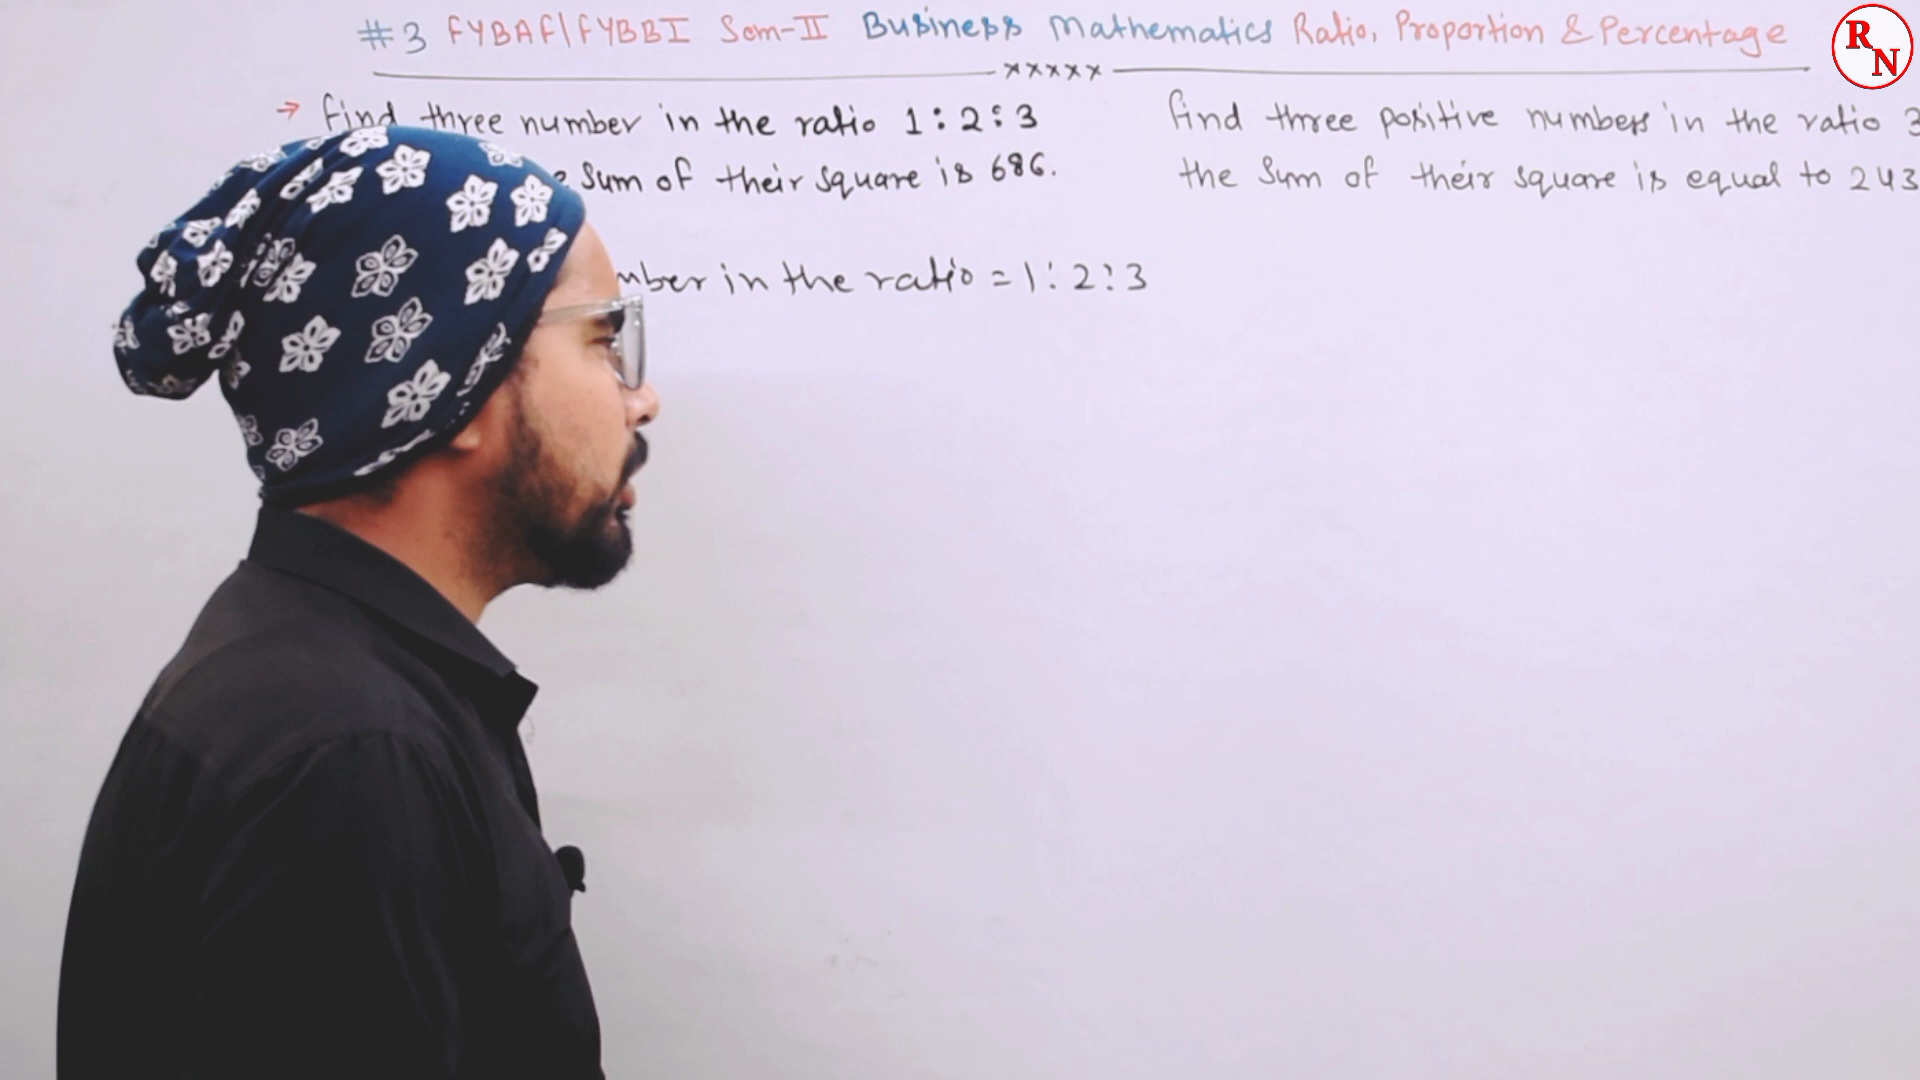 #3 FYBAF\FYBBI Sem-II Business Mathematics Ratio, Proportion & Percentage
xxxxx
R
N
→ find three number in the ratio 1:2:3
sum of their square is 686.
find three positive numbers in the ratio 3
the sum of their square is equal to 243
in the ratio = 1:2:3